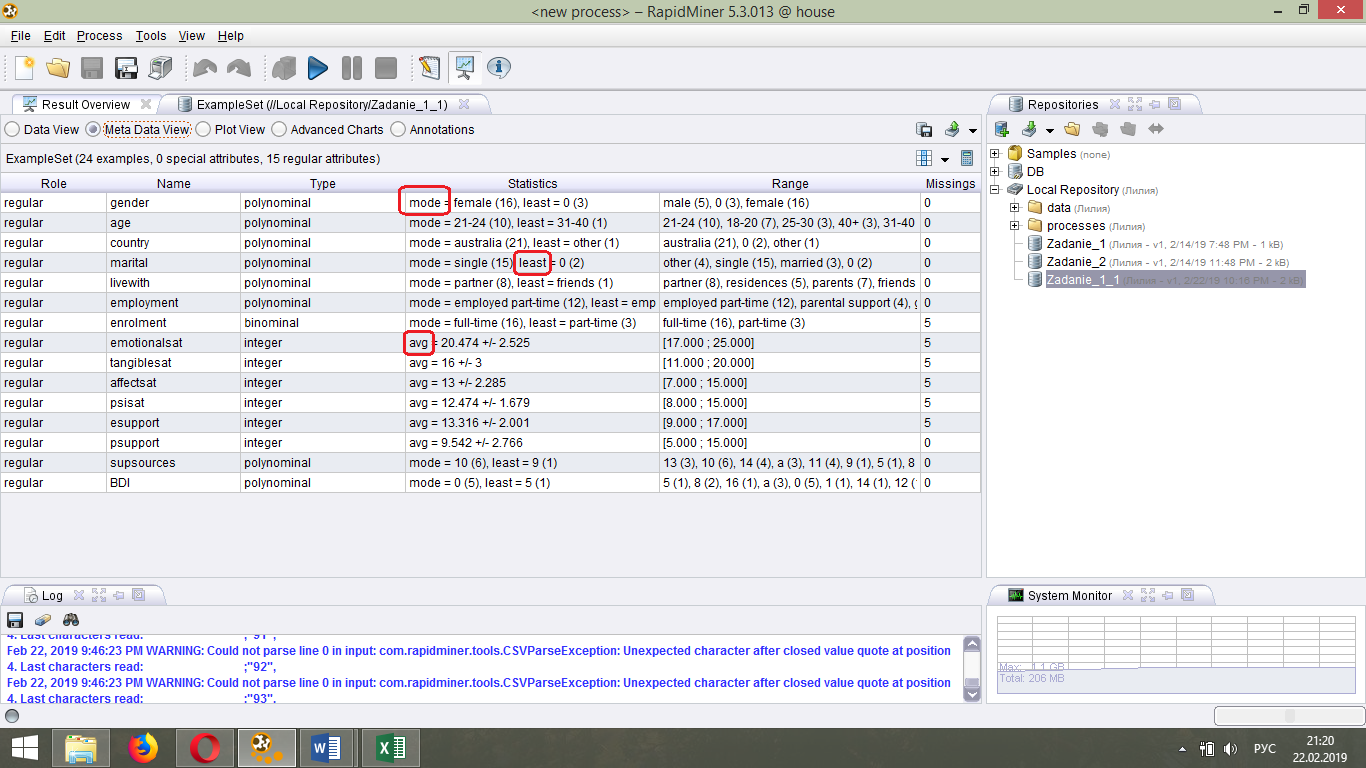 <new process> – RapidMiner 5.3.013 @ house
File Edit Process Tools View Help
Result Overview ExampleSet (//Local Repository/Zadanie_1_1)
Data View Meta Data View Plot View Advanced Charts Annotations
ExampleSet (24 examples, 0 special attributes, 15 regular attributes)
Role Name Type Statistics Range Missings
regular gender polynominal mode = female (16), least = 0 (3) male (5), 0 (3), female (16) 0
regular age polynominal mode = 21-24 (10), least = 31-40 (1) 21-24 (10), 18-20 (7), 25-30 (3), 40+ (3), 31-40 0
regular country polynominal mode = australia (21), least = other (1) australia (21), 0 (2), other (1) 0
regular marital polynominal mode = single (15), least = 0 (2) other (4), single (15), married (3), 0 (2) 0
regular livewith polynominal mode = partner (8), least = friends (1) partner (8), residences (5), parents (7), friends 0
regular employment polynominal mode = employed part-time (12), least = emp employed part-time (12), parental support (4), 0
regular enrolment binominal mode = full-time (16), least = part-time (3) full-time (16), part-time (3) 5
regular emotionalsat integer avg = 20.474 +/- 2.525 [17.000 ; 25.000] 5
regular tangiblesat integer avg = 16 +/- 3 [11.000 ; 20.000] 5
regular affectsat integer avg = 13 +/- 2.285 [7.000 ; 15.000] 5
regular psisat integer avg = 12.474 +/- 1.679 [8.000 ; 15.000] 5
regular esupport integer avg = 13.316 +/- 2.001 [9.000 ; 17.000] 5
regular psupport integer avg = 9.542 +/- 2.766 [5.000 ; 15.000] 0
regular supsources polynominal mode = 10 (6), least = 9 (1) 13 (3), 10 (6), 14 (4), a (3), 11 (4), 9 (1), 5 (1), 8 0
regular BDI polynominal mode = 0 (5), least = 5 (1) 5 (1), 8 (2), 16 (1), a (3), 0 (5), 1 (1), 14 (1), 12 ( 0
Repositories
Samples (none)
DB
Local Repository (Лилия)
data (Лилия)
processes (Лилия)
Zadanie_1 (Лилия – v1, 2/14/19 7:48 PM – 1 kB)
Zadanie_2 (Лилия – v1, 2/14/19 11:48 PM – 2 kB)
Zadanie_1_1 (Лилия – v1, 2/22/19 10:16 PM – 2 kB)
Log
4. Last characters read: ;"91",
Feb 22, 2019 9:46:23 PM WARNING: Could not parse line 0 in input: com.rapidminer.tools.CSVParseException: Unexpected character after closed value quote at position
4. Last characters read: ;"92",
Feb 22, 2019 9:46:23 PM WARNING: Could not parse line 0 in input: com.rapidminer.tools.CSVParseException: Unexpected character after closed value quote at position
4. Last characters read: ;"93",
System Monitor
Max: 1.1 GB
Total: 206 MB
РУС
21:20
22.02.2019